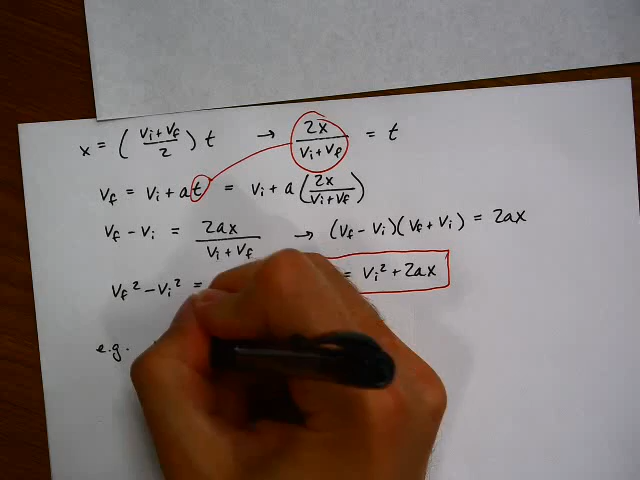 x = ( (vi+vf)/2 ) t → 2x/(vi+vf) = t
vf = vi + at = vi + a ( 2x/(vi+vf) )
vf - vi = 2ax/(vi+vf) → (vf - vi)(vf + vi) = 2ax
vf² - vi² = = vi² + 2ax
e.g.